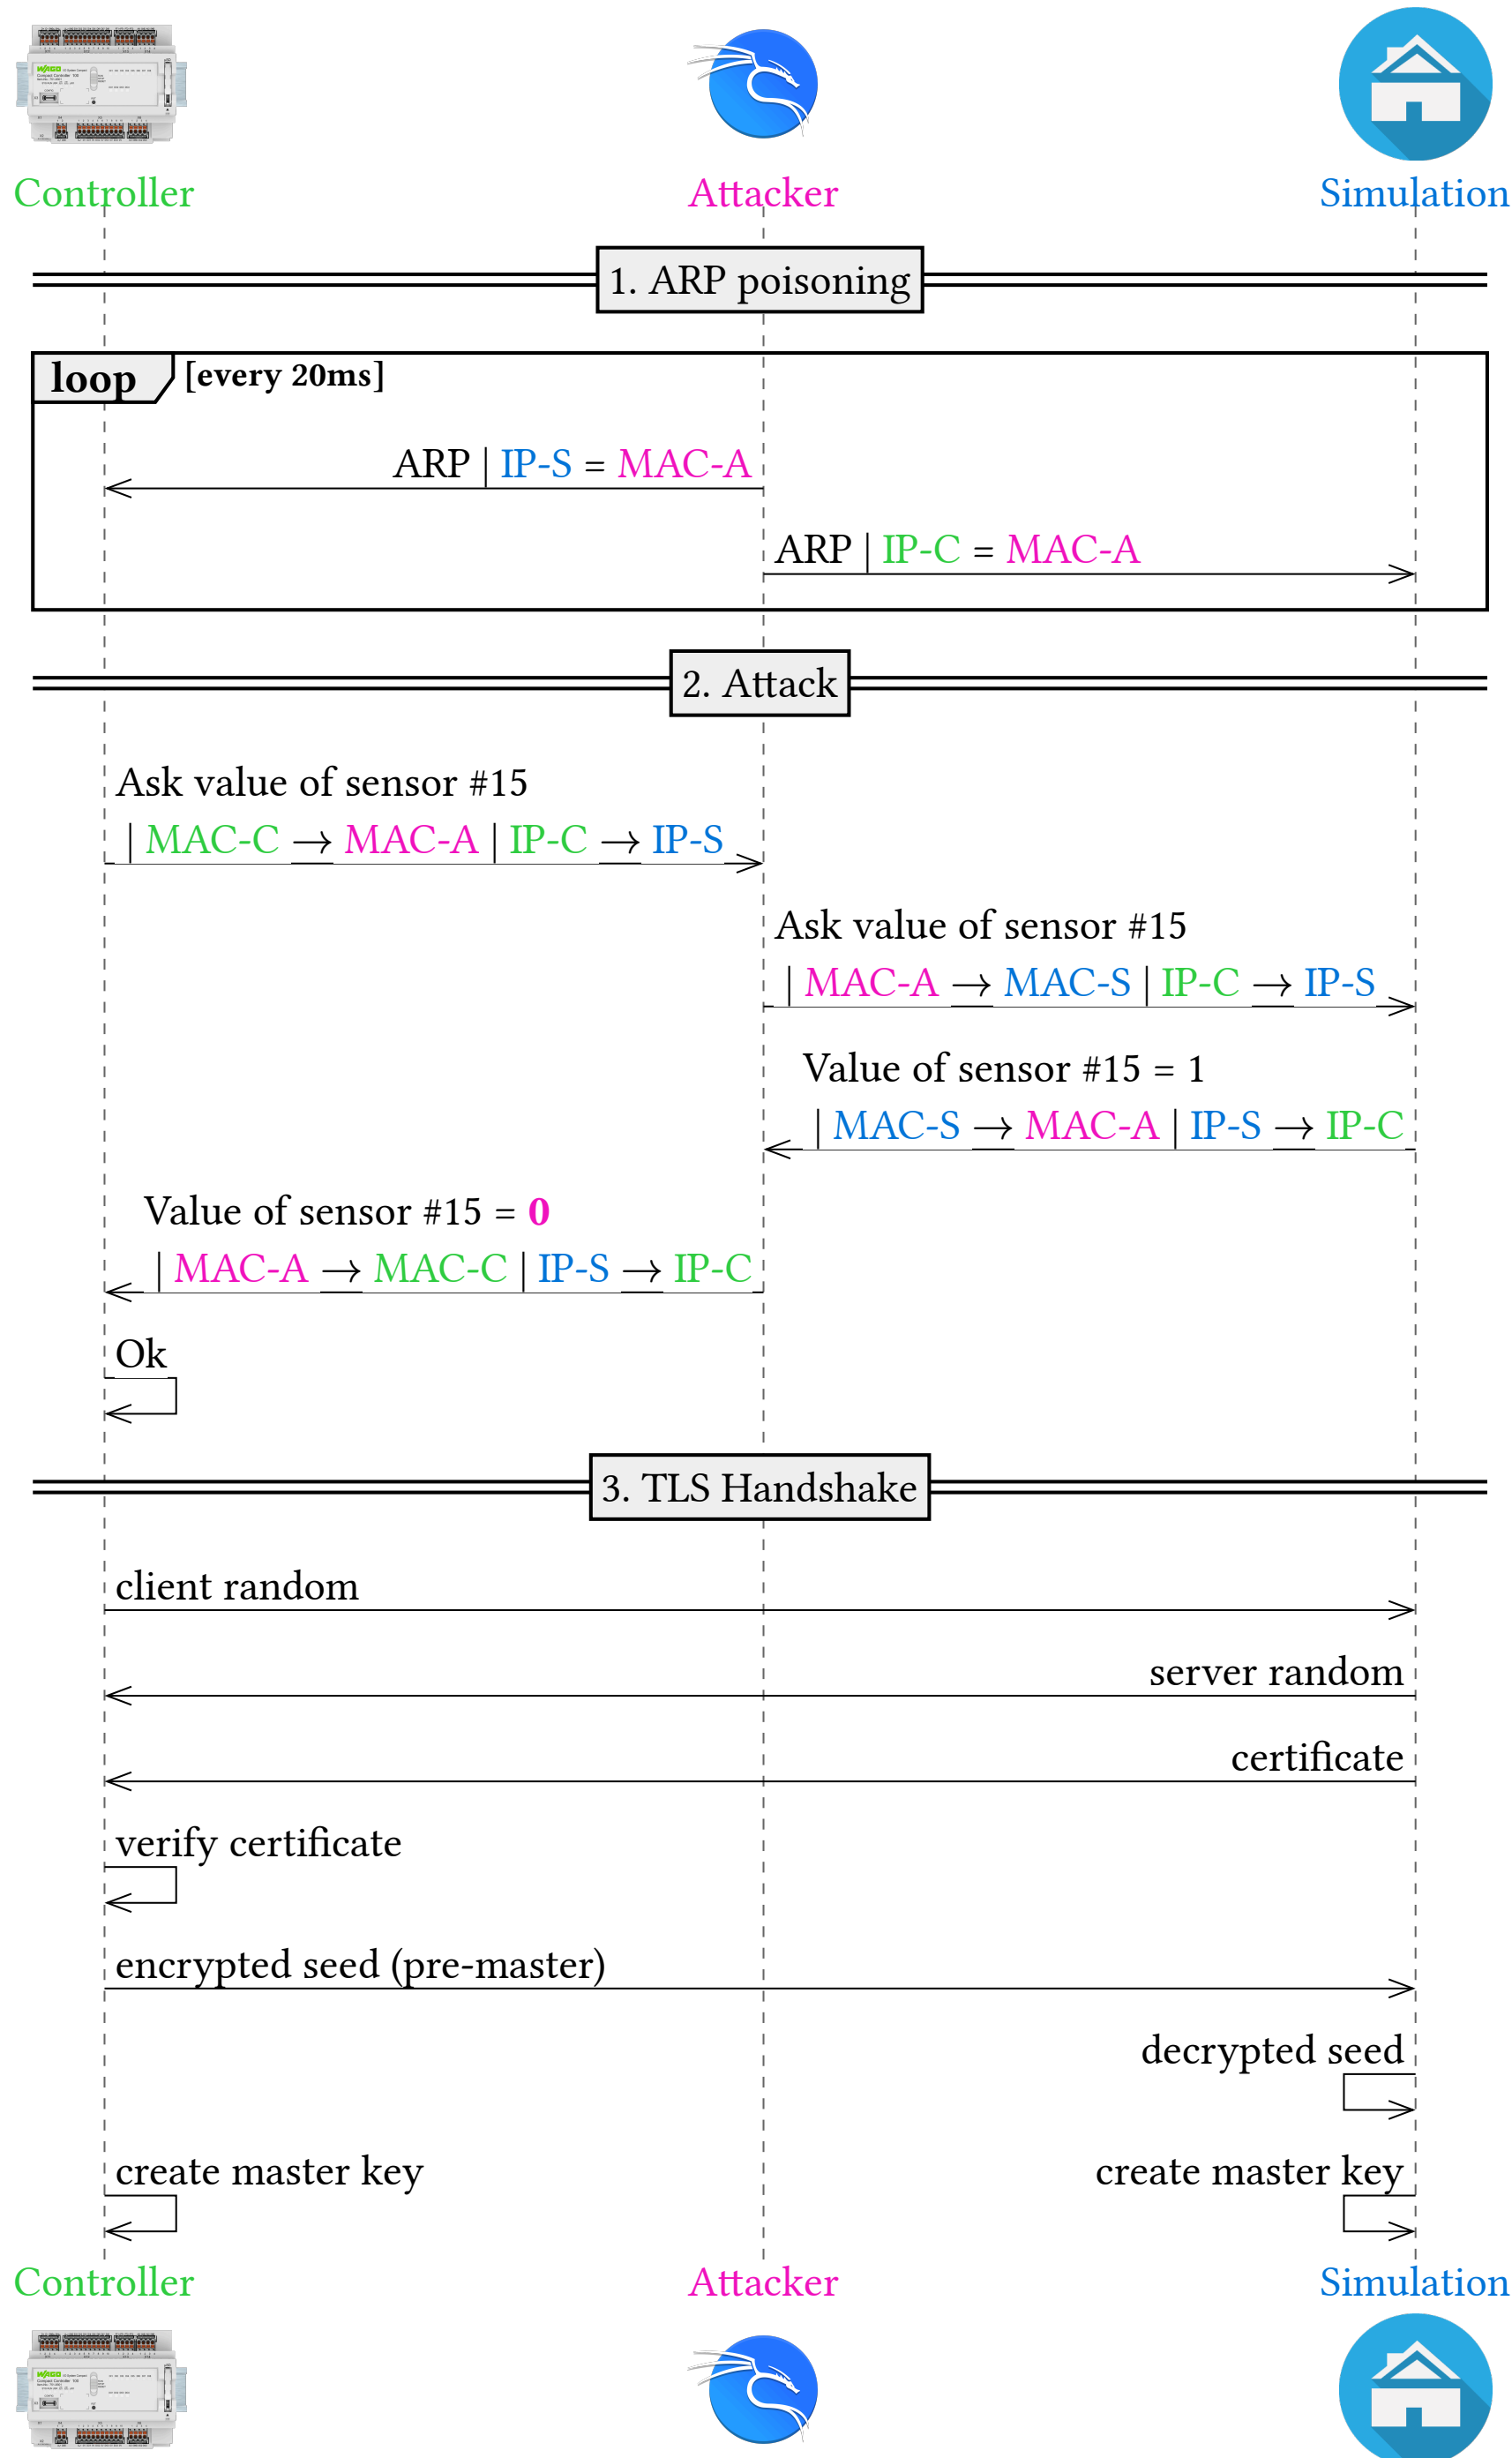 WAGO
Controller
Attacker
Simulation
1. ARP poisoning
loop [every 20ms]
ARP | IP-S = MAC-A
ARP | IP-C = MAC-A
2. Attack
Ask value of sensor #15
| MAC-C → MAC-A | IP-C → IP-S
Ask value of sensor #15
| MAC-A → MAC-S | IP-C → IP-S
Value of sensor #15 = 1
| MAC-S → MAC-A | IP-S → IP-C
Value of sensor #15 = 0
| MAC-A → MAC-C | IP-S → IP-C
Ok
3. TLS Handshake
client random
server random
certificate
verify certificate
encrypted seed (pre-master)
decrypted seed
create master key
create master key
Controller
Attacker
Simulation
WAGO